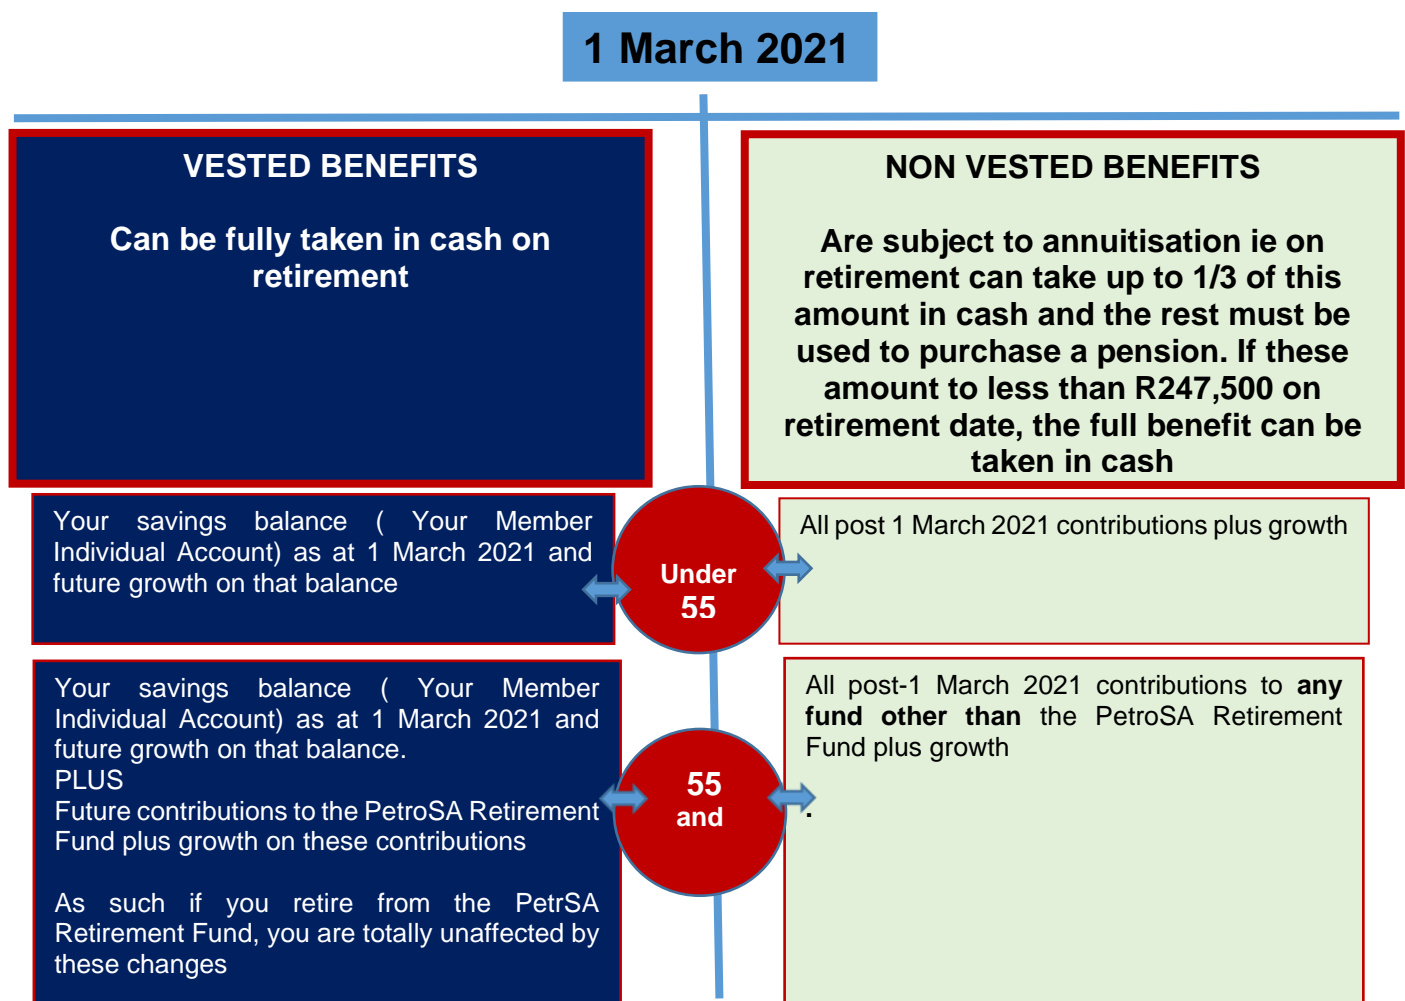 1 March 2021
VESTED BENEFITS
Can be fully taken in cash on
retirement
NON VESTED BENEFITS
Are subject to annuitisation ie on
retirement can take up to 1/3 of this
amount in cash and the rest must be
used to purchase a pension. If these
amount to less than R247,500 on
retirement date, the full benefit can be
taken in cash
Your savings balance ( Your Member
Individual Account) as at 1 March 2021 and
future growth on that balance
Under
55
All post 1 March 2021 contributions plus growth
Your savings balance ( Your Member
Individual Account) as at 1 March 2021 and
future growth on that balance.
PLUS
Future contributions to the PetroSA Retirement
Fund plus growth on these contributions
As such if you retire from the PetrSA
Retirement Fund, you are totally unaffected by
these changes
55
and
All post-1 March 2021 contributions to any
fund other than the PetroSA Retirement
Fund plus growth
.